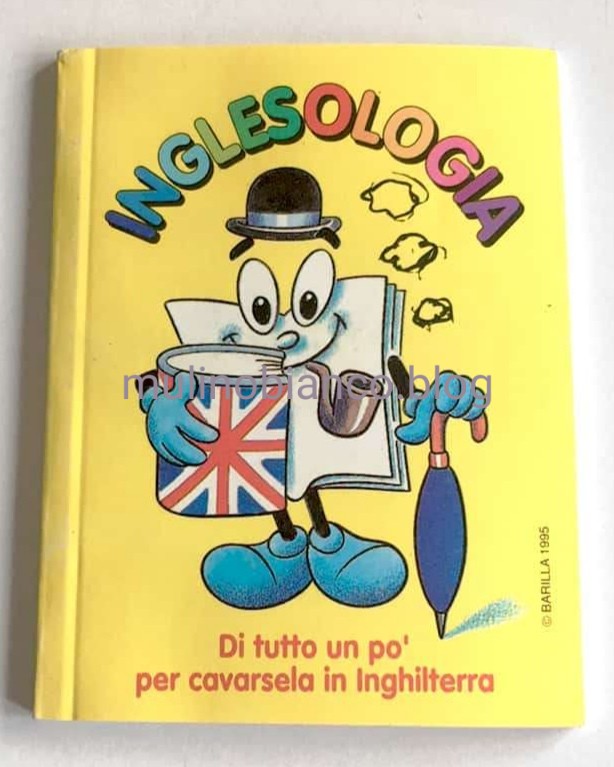 INGLESOLOGIA
mulinobianco.blog
© BARILLA 1995
Di tutto un po'
per cavarsela in Inghilterra